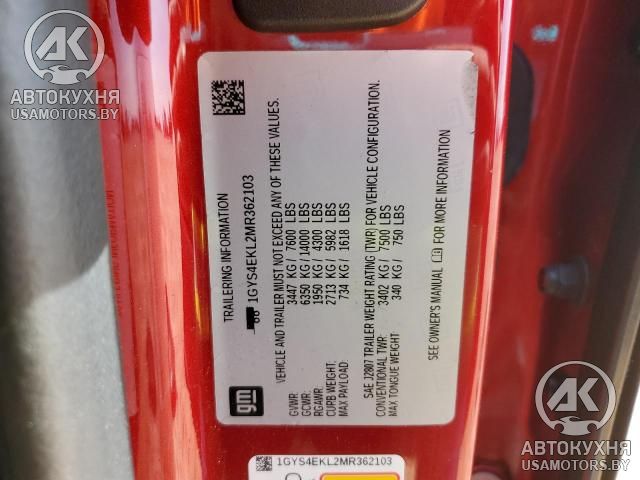 AK
АВТОКУХНЯ
USAMOTORS.BY
TRAILERING INFORMATION
1GYS4EKL2MR362103
VEHICLE AND TRAILER MUST NOT EXCEED ANY OF THESE VALUES.
GVWR: 3447 KG/ 7600 LBS
GCWR: 6350 KG/ 14000 LBS
RGAWR: 1950 KG/ 4300 LBS
CURB WEIGHT: 2713 KG/ 5982 LBS
MAX PAYLOAD: 734 KG/ 1618 LBS
SAE J2807 TRAILER WEIGHT RATING (TWR) FOR VEHICLE CONFIGURATION.
CONVENTIONAL TWR: 3402 KG/ 7500 LBS
MAX TONGUE WEIGHT: 340 KG/ 750 LBS
SEE OWNER'S MANUAL FOR MORE INFORMATION
gm
1GYS4EKL2MR362103
AK
АВТОКУХНЯ
USAMOTORS.BY